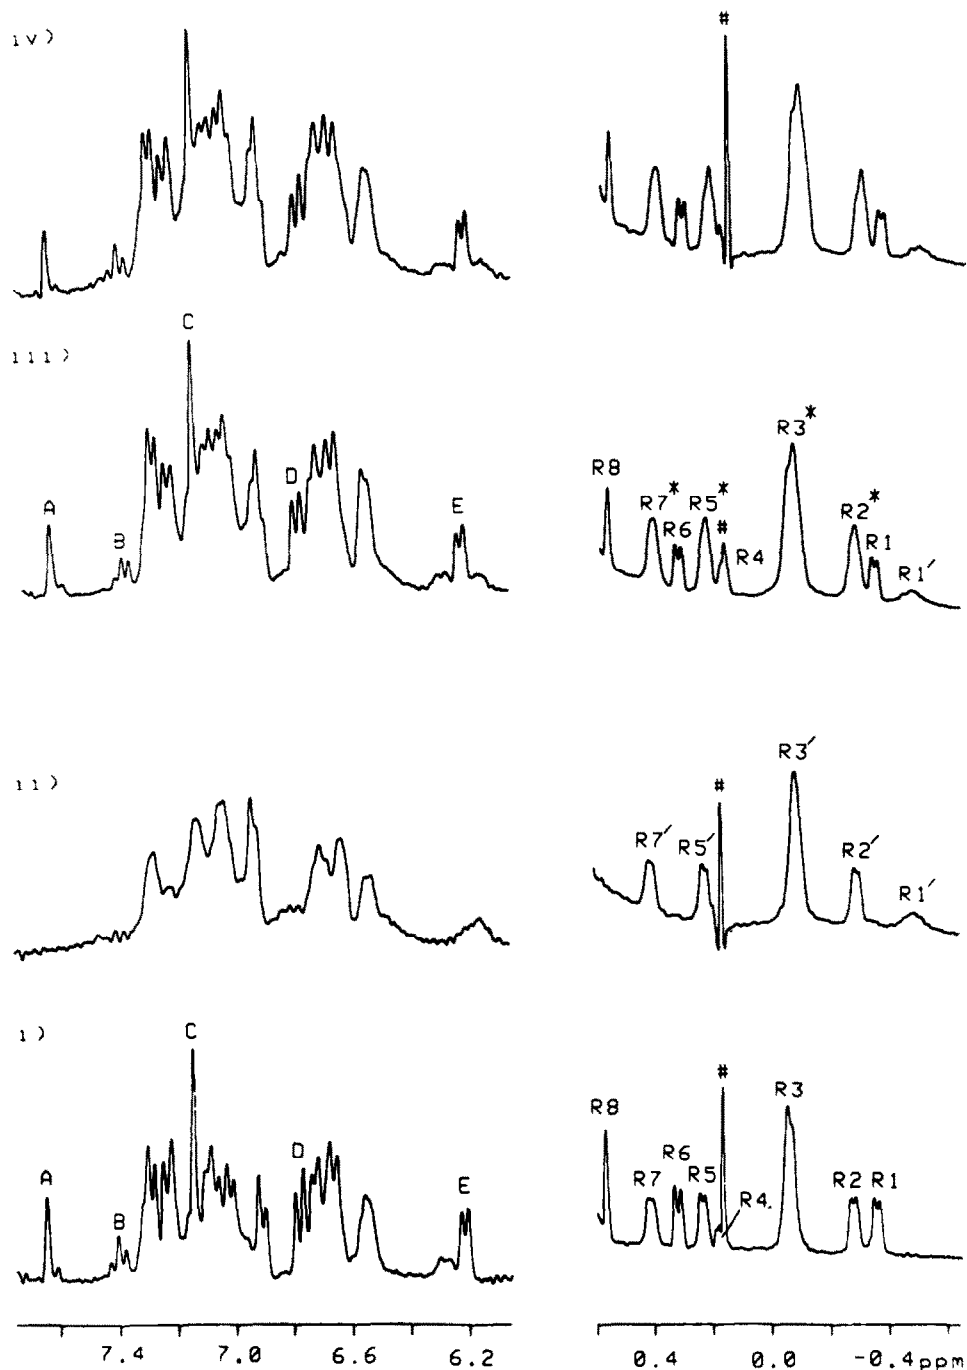 iv)
#
iii)
C
A
B
D
E
R8
R7*
R6
R5*
#
R4
R3*
R2*
R1
R1′
ii)
R7′
R5′
#
R3′
R2′
R1′
i)
C
A
B
D
E
R8
R7
R6
R5
#
R4
R3
R2
R1
7.4 7.0 6.6 6.2 0.4 0.0 -0.4 ppm